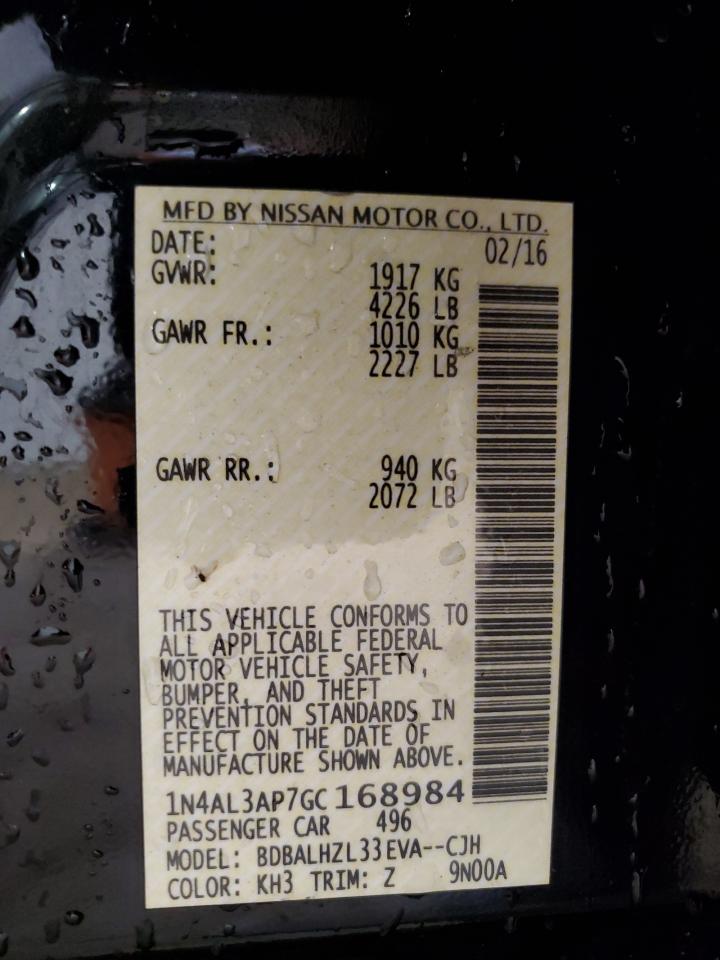 MFD BY NISSAN MOTOR CO., LTD.
DATE: 02/16
GVWR: 1917 KG
4226 LB
GAWR FR.: 1010 KG
2227 LB
GAWR RR.: 940 KG
2072 LB
THIS VEHICLE CONFORMS TO
ALL APPLICABLE FEDERAL
MOTOR VEHICLE SAFETY,
BUMPER, AND THEFT
PREVENTION STANDARDS IN
EFFECT ON THE DATE OF
MANUFACTURE SHOWN ABOVE.
1N4AL3AP7GC168984
PASSENGER CAR 496
MODEL: BDBALHZL33EVA--CJH
COLOR: KH3 TRIM: Z 9N00A